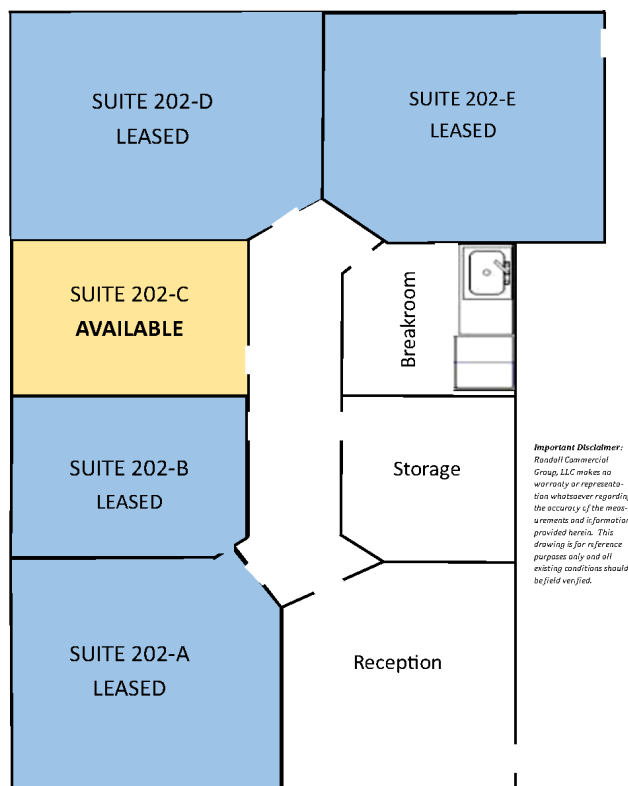 SUITE 202-D
LEASED
SUITE 202-E
LEASED
SUITE 202-C
AVAILABLE
Breakroom
SUITE 202-B
LEASED
Storage
Important Disclaimer:
Randall Commercial
Group, LLC makes no
warranty or representa-
tion whatsoever regarding
the accuracy of the meas-
urements and information
provided herein. This
drawing is for reference
purposes only and all
existing conditions should
be field verified.
SUITE 202-A
LEASED
Reception